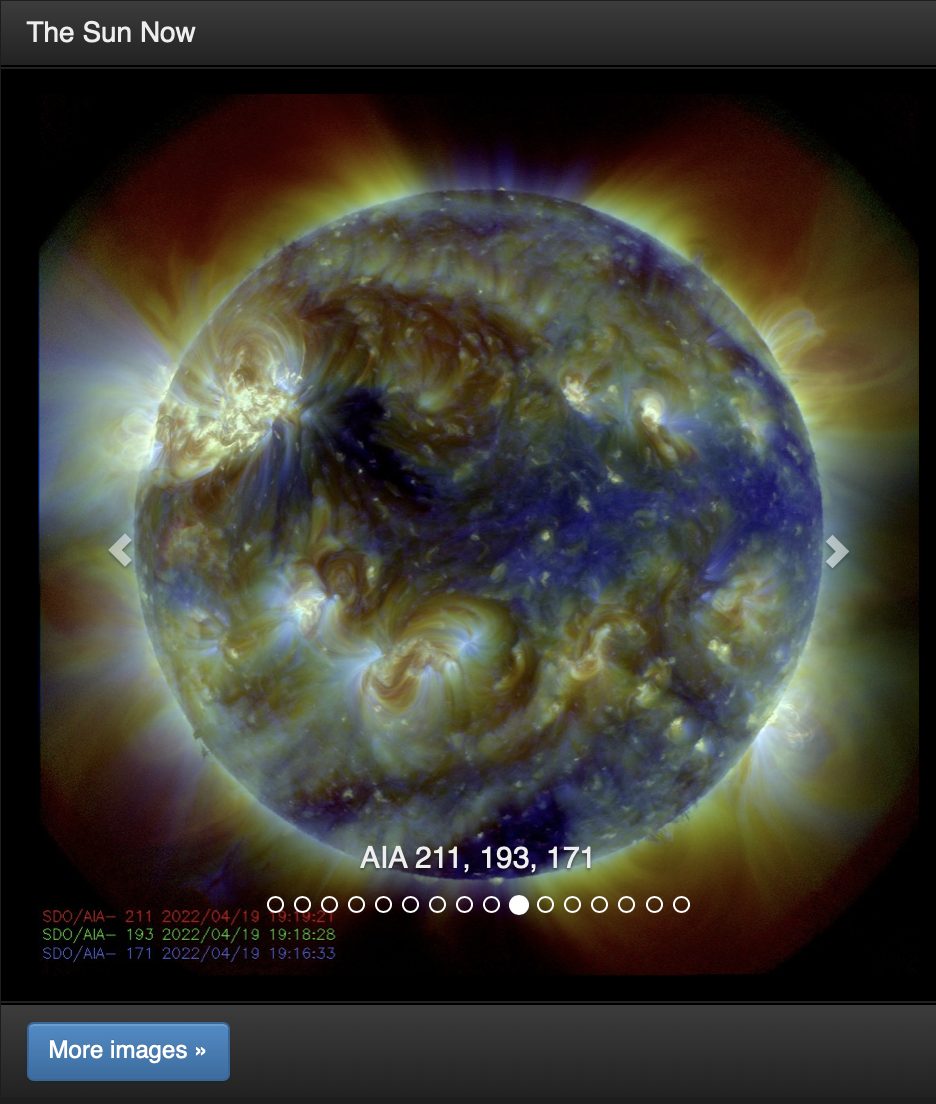 The Sun Now
AIA 211, 193, 171
SDO/AIA- 211 2022/04/19 19:19:21
SDO/AIA- 193 2022/04/19 19:18:28
SDO/AIA- 171 2022/04/19 19:16:33
More images »